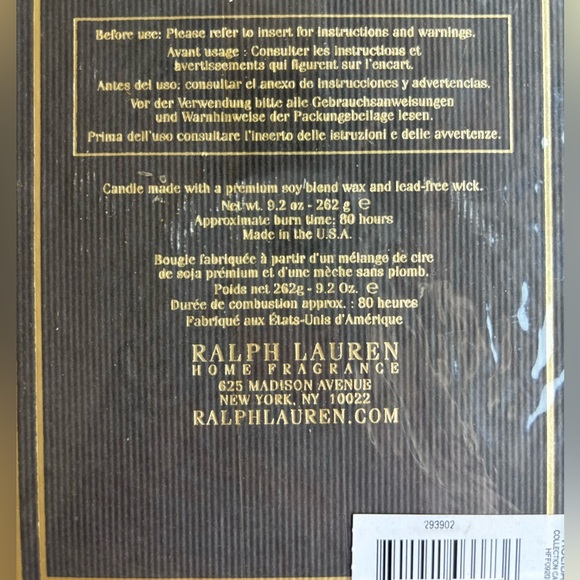 Before use: Please refer to insert for instructions and warnings.
Avant usage : Consulter les instructions et
avertissements qui figurent sur l'encart.
Antes del uso: consultar el anexo de instrucciones y advertencias.
Vor der Verwendung bitte alle Gebrauchsanweisungen
und Warnhinweise der Packungsbeilage lesen.
Prima dell'uso consultare l'inserto delle istruzioni e delle avvertenze.
Candle made with a premium soy blend wax and lead-free wick.
Net wt. 9.2 oz - 262 g ℮
Approximate burn time: 80 hours
Made in the U.S.A.
Bougie fabriquée à partir d'un mélange de cire
de soja prémium et d'une mèche sans plomb.
Poids net 262g - 9.2 Oz. ℮
Durée de combustion approx. : 80 heures
Fabriqué aux États-Unis d'Amérique
RALPH LAUREN
HOME FRAGRANCE
625 MADISON AVENUE
NEW YORK, NY 10022
RALPHLAUREN.COM
293902
COLLECTION